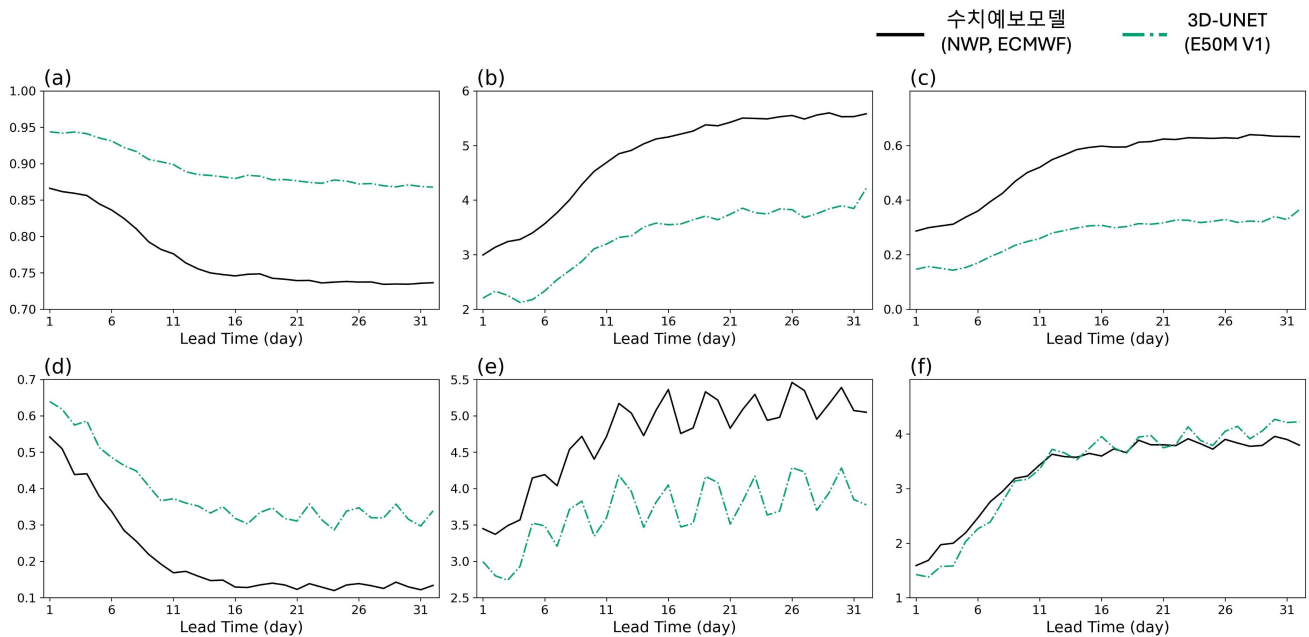 수치예보모델
(NWP, ECMWF)
3D-UNET
(E50M V1)
(a)
1.00
0.95
0.90
0.85
0.80
0.75
0.70
1 6 11 16 21 26 31
Lead Time (day)
(b)
6
5
4
3
2
1 6 11 16 21 26 31
Lead Time (day)
(c)
0.6
0.4
0.2
0.0
1 6 11 16 21 26 31
Lead Time (day)
(d)
0.7
0.6
0.5
0.4
0.3
0.2
0.1
1 6 11 16 21 26 31
Lead Time (day)
(e)
5.5
5.0
4.5
4.0
3.5
3.0
2.5
1 6 11 16 21 26 31
Lead Time (day)
(f)
4
3
2
1
1 6 11 16 21 26 31
Lead Time (day)